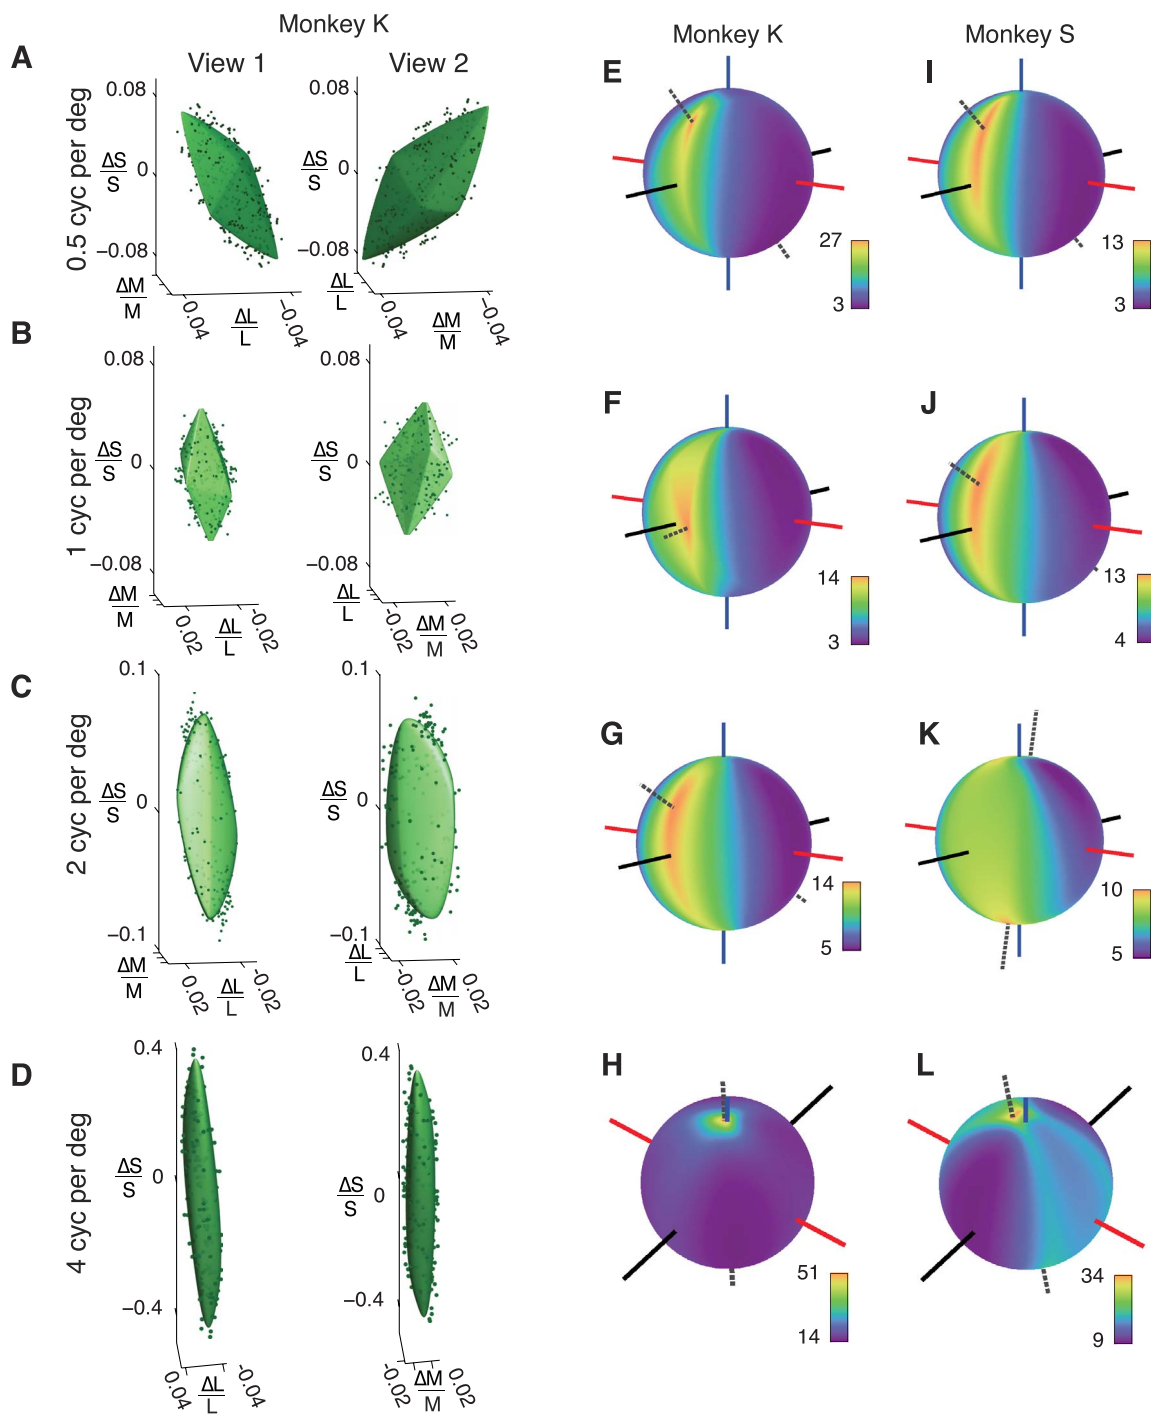 Monkey K
View 1
View 2
Monkey K
Monkey S
A
0.5 cyc per deg
0.08
ΔS
S
0
−0.08
ΔM
M
0.04
ΔL
L
−0.04
0.08
ΔS
S
0
−0.08
ΔL
L
0.04
ΔM
M
−0.04
E
27
3
I
13
3
B
1 cyc per deg
0.08
ΔS
S
0
−0.08
ΔM
M
0.02
ΔL
L
−0.02
0.08
ΔS
S
0
−0.08
ΔL
L
−0.02
ΔM
M
0.02
F
14
3
J
13
4
C
2 cyc per deg
0.1
ΔS
S
0
−0.1
ΔM
M
0.02
ΔL
L
−0.02
0.1
ΔS
S
0
−0.1
ΔL
L
−0.02
ΔM
M
0.02
G
14
5
K
10
5
D
4 cyc per deg
0.4
ΔS
S
0
−0.4
0.04
ΔL
L
−0.04
0.4
ΔS
S
0
−0.4
−0.02
ΔM
M
0.02
H
51
14
L
34
9